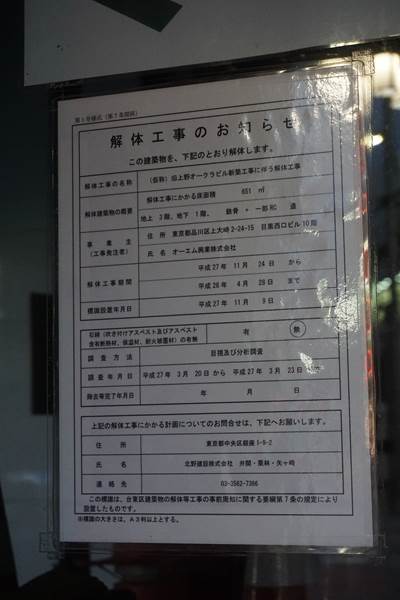 第1号様式（第7条関係）
解体工事のお知らせ
この建築物を、下記のとおり解体します。
解体工事の名称 （仮称）旧上野オークラビル新築工事に伴う解体工事
解体建築物の概要 解体工事にかかる床面積 651 ㎡
地上 3階、地下 1階、 鉄骨・一部RC 造
事業主（工事発注者） 住所 東京都品川区上大崎2-24-15 目黒西口ビル10階
氏名 オーエム興業株式会社
解体工事期間 平成27年 11月 24日 から
平成28年 4月 28日 まで
標識設置年月日 平成27年 11月 9日
石綿（吹き付けアスベスト及びアスベスト
含有断熱材、保温材、耐火被覆材）の有無 有 無
調査方法 目視及び分析調査
調査年月日 平成27年 3月 20日から 平成27年 3月 23日
除去等完了年月日 年 月 日
上記の解体工事にかかる計画についてのお問合せは、下記へお願いします。
住所 東京都中央区銀座1-9-2
氏名 北野建設株式会社 井関・栗林・矢ヶ崎
連絡先 03-3562-7366
この標識は、台東区建築物の解体等工事の事前周知に関する要綱第7条の規定により
設置したものです。
※標識の大きさは、A3判以上とする。